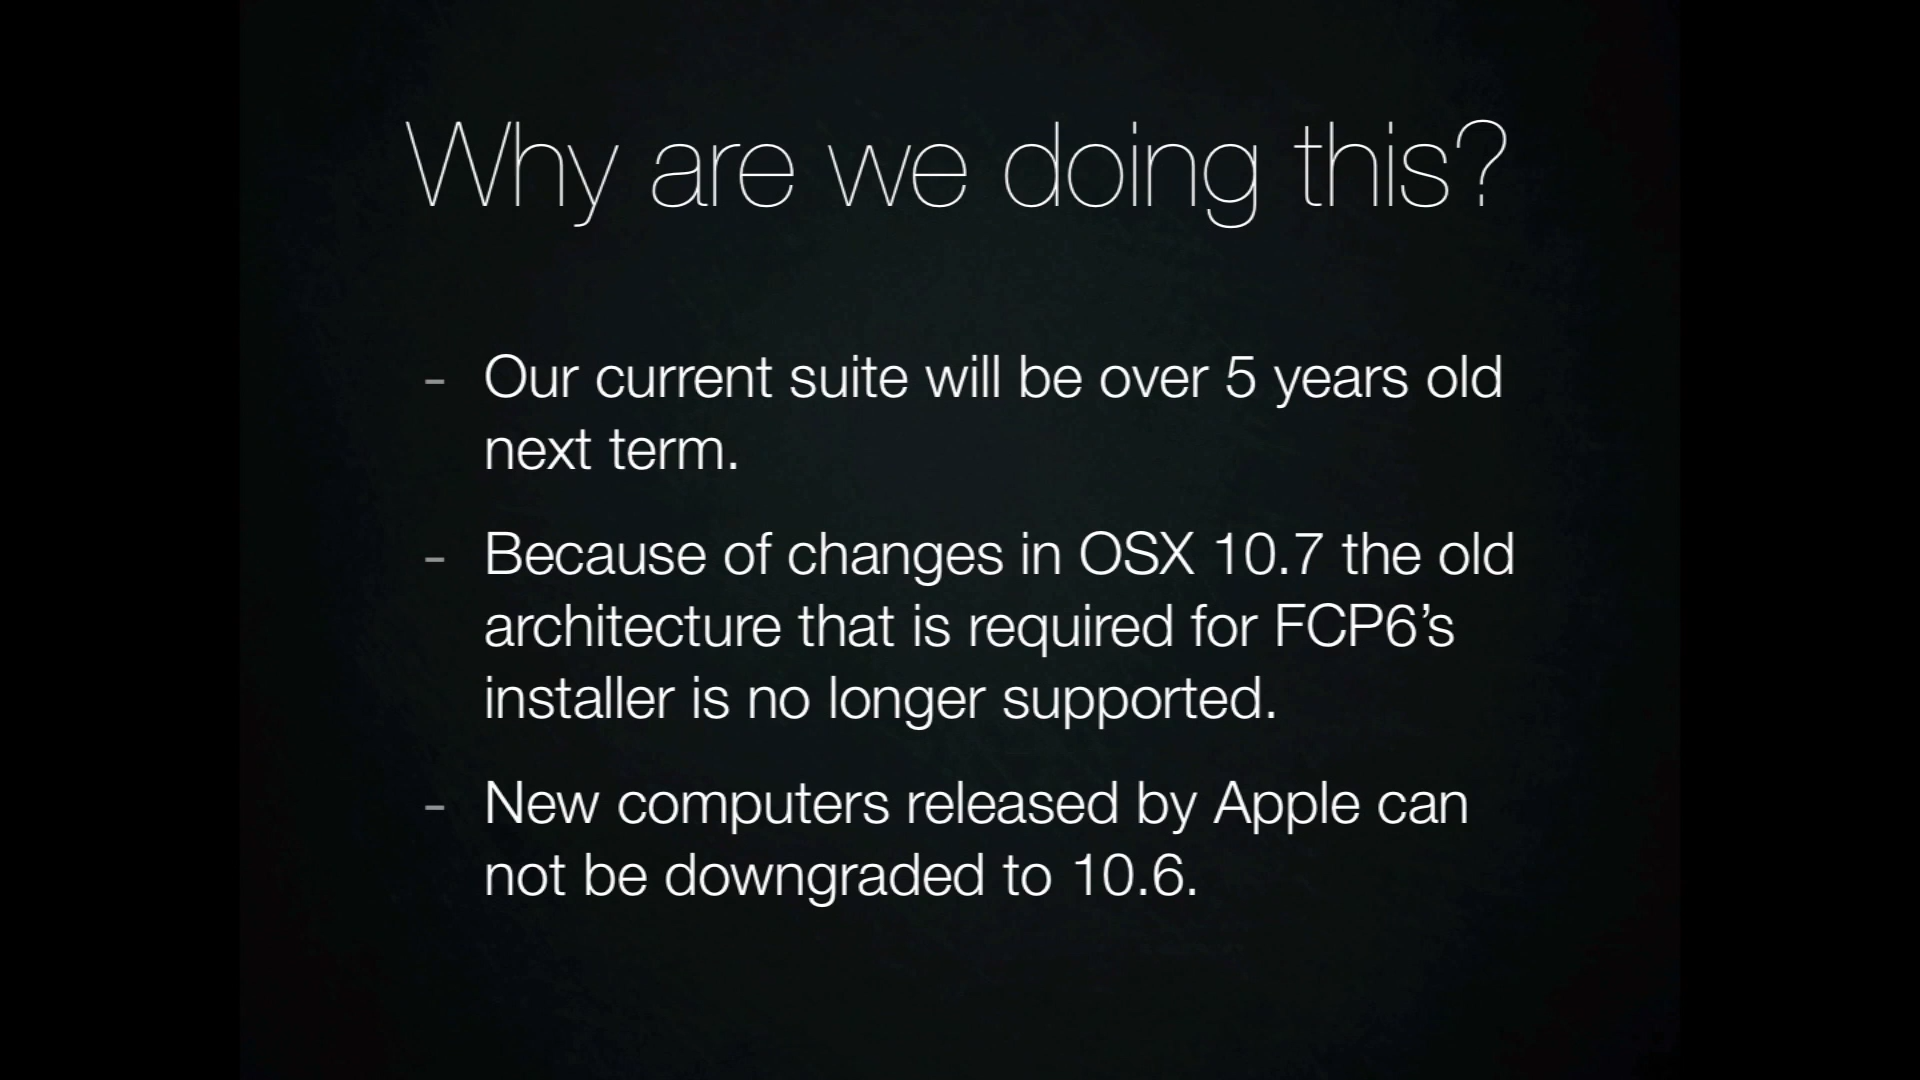 Why are we doing this?
- Our current suite will be over 5 years old
next term.
- Because of changes in OSX 10.7 the old
architecture that is required for FCP6’s
installer is no longer supported.
- New computers released by Apple can
not be downgraded to 10.6.